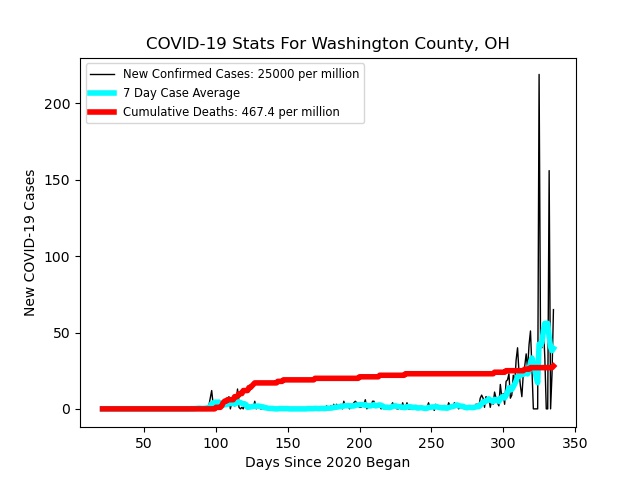 COVID-19 Stats For Washington County, OH
New Confirmed Cases: 25000 per million
7 Day Case Average
Cumulative Deaths: 467.4 per million
New COVID-19 Cases
200
150
100
50
0
50 100 150 200 250 300 350
Days Since 2020 Began